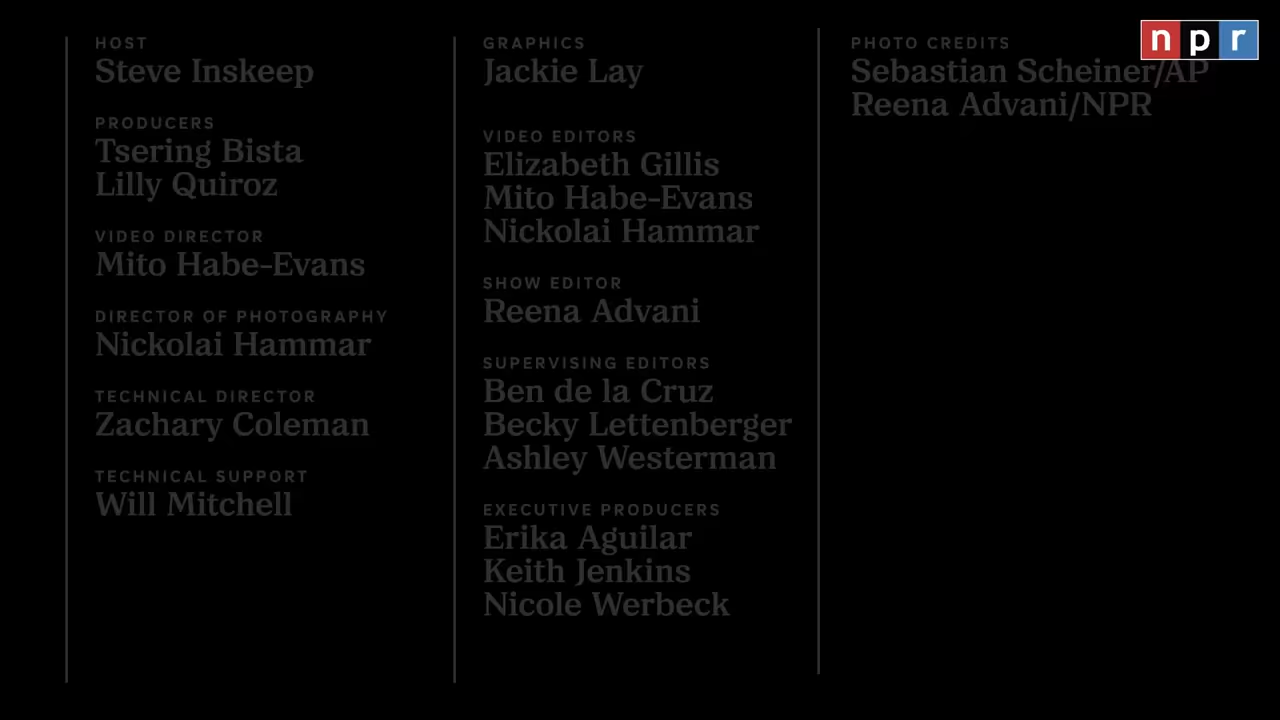 HOST
Steve Inskeep
PRODUCERS
Tsering Bista
Lilly Quiroz
VIDEO DIRECTOR
Mito Habe-Evans
DIRECTOR OF PHOTOGRAPHY
Nickolai Hammar
TECHNICAL DIRECTOR
Zachary Coleman
TECHNICAL SUPPORT
Will Mitchell
GRAPHICS
Jackie Lay
VIDEO EDITORS
Elizabeth Gillis
Mito Habe-Evans
Nickolai Hammar
SHOW EDITOR
Reena Advani
SUPERVISING EDITORS
Ben de la Cruz
Becky Lettenberger
Ashley Westerman
EXECUTIVE PRODUCERS
Erika Aguilar
Keith Jenkins
Nicole Werbeck
PHOTO CREDITS
Sebastian Scheiner/AP
Reena Advani/NPR
npr